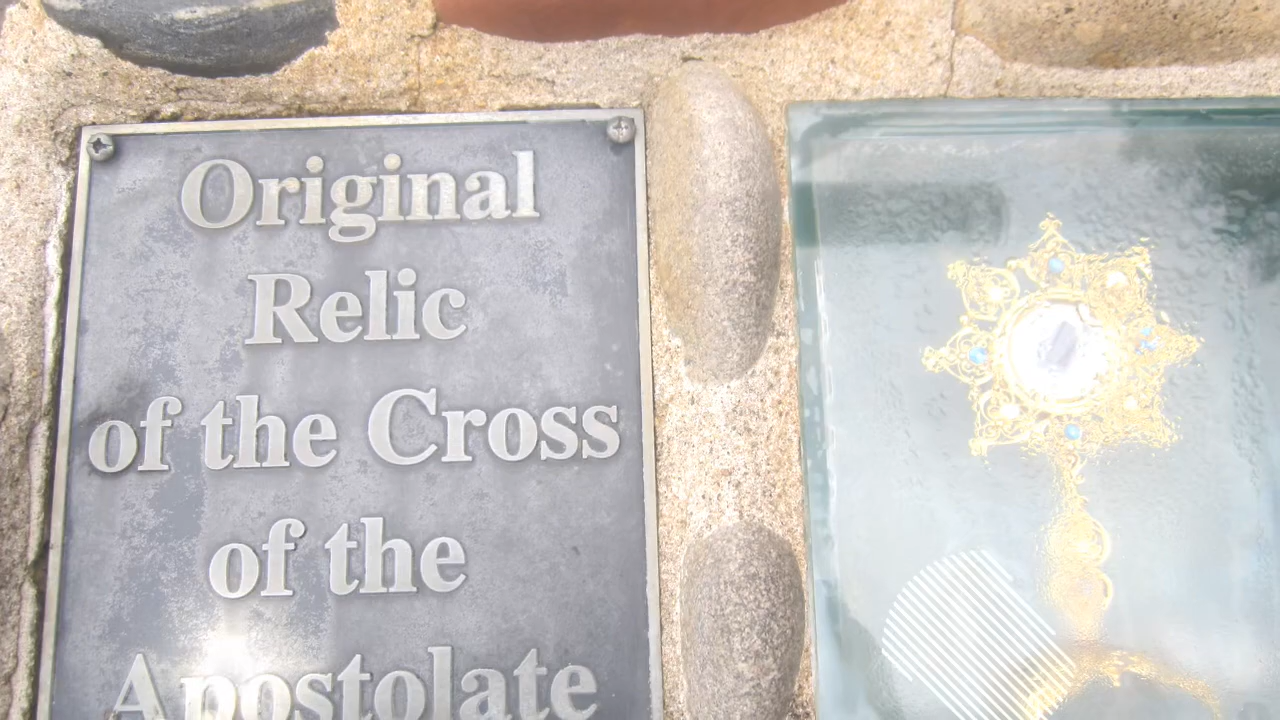 Original
Relic
of the Cross
of the
Apostolate